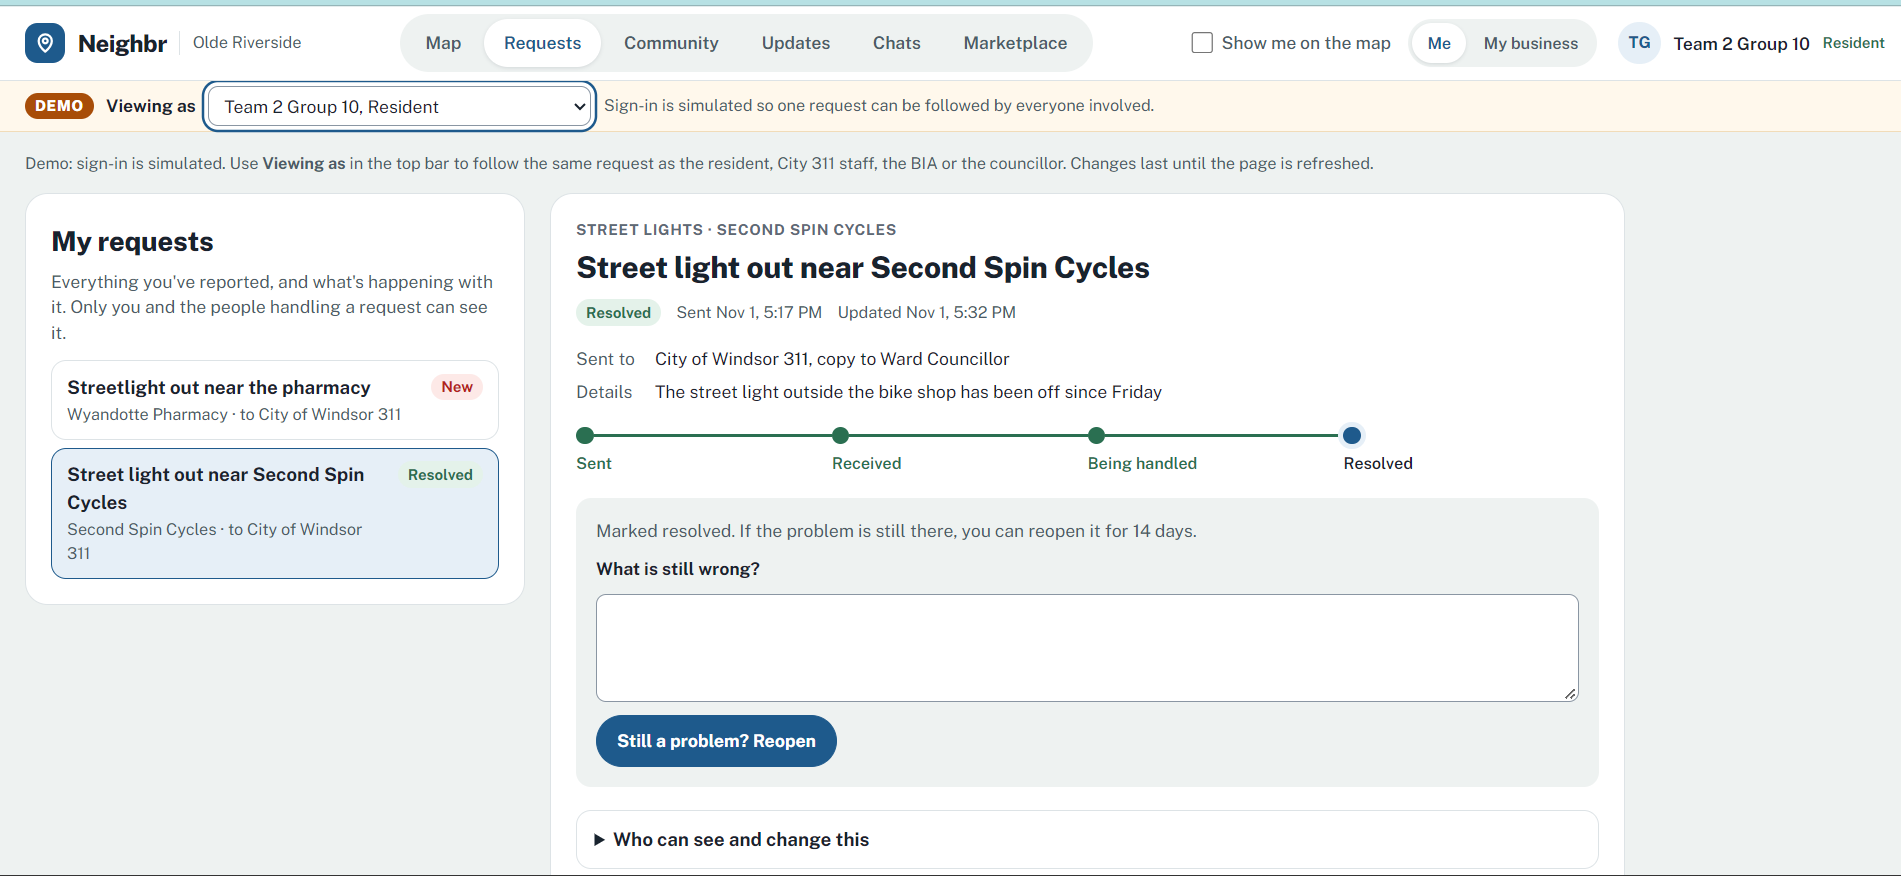 Neighbr
Olde Riverside
Map
Requests
Community
Updates
Chats
Marketplace
Show me on the map
Me
My business
TG
Team 2 Group 10
Resident
DEMO
Viewing as
Team 2 Group 10, Resident
Sign-in is simulated so one request can be followed by everyone involved.
Demo: sign-in is simulated. Use Viewing as in the top bar to follow the same request as the resident, City 311 staff, the BIA or the councillor. Changes last until the page is refreshed.
My requests
Everything you've reported, and what's happening with
it. Only you and the people handling a request can see
it.
Streetlight out near the pharmacy
New
Wyandotte Pharmacy · to City of Windsor 311
Street light out near Second Spin
Cycles
Resolved
Second Spin Cycles · to City of Windsor
311
STREET LIGHTS · SECOND SPIN CYCLES
Street light out near Second Spin Cycles
Resolved
Sent Nov 1, 5:17 PM
Updated Nov 1, 5:32 PM
Sent to
City of Windsor 311, copy to Ward Councillor
Details
The street light outside the bike shop has been off since Friday
Sent
Received
Being handled
Resolved
Marked resolved. If the problem is still there, you can reopen it for 14 days.
What is still wrong?
Still a problem? Reopen
Who can see and change this